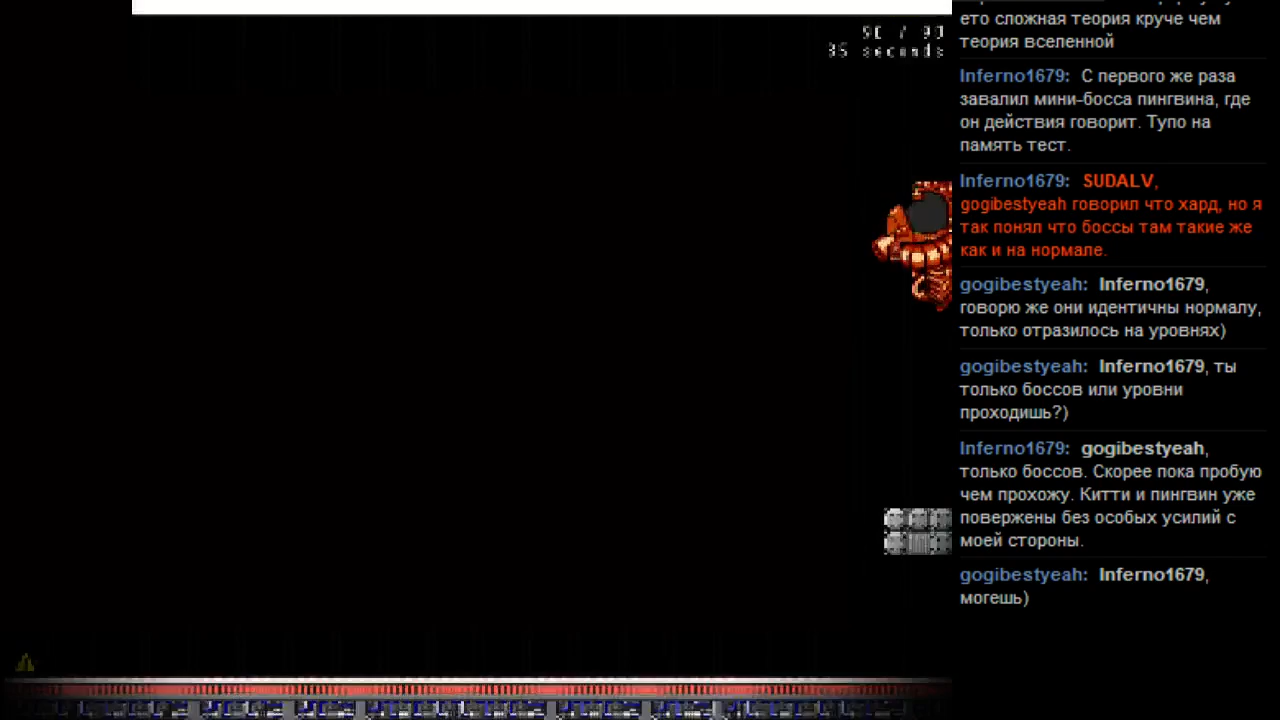 35 seconds
ето сложная теория круче чем
теория вселенной
Inferno1679: С первого же раза
завалил мини-босса пингвина, где
он действия говорит. Тупо на
память тест.
Inferno1679: SUDALV,
gogibestyeah говорил что хард, но я
так понял что боссы там такие же
как и на нормале.
gogibestyeah: Inferno1679,
говорю же они идентичны нормалу,
только отразилось на уровнях)
gogibestyeah: Inferno1679, ты
только боссов или уровни
проходишь?)
Inferno1679: gogibestyeah,
только боссов. Скорее пока пробую
чем прохожу. Китти и пингвин уже
повержены без особых усилий с
моей стороны.
gogibestyeah: Inferno1679,
могешь)